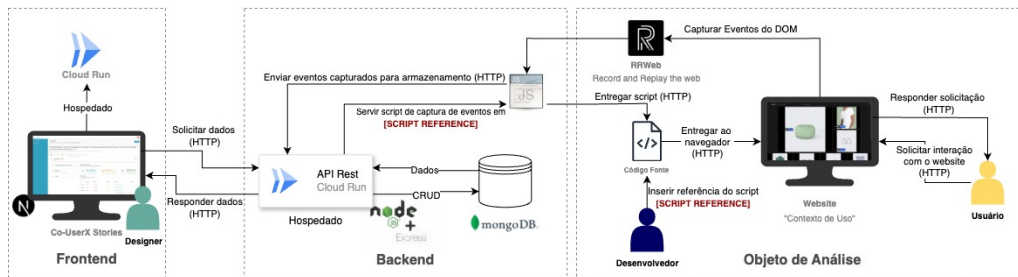 Cloud Run
Hospedado
Solicitar dados
(HTTP)
Responder dados
(HTTP)
N
Co-UserX Stories
Designer
Frontend
Enviar eventos capturados para armazenamento (HTTP)
JS
Servir script de captura de eventos em
[SCRIPT REFERENCE]
API Rest
Cloud Run
Hospedado
Dados
CRUD
node
JS
+
Express
mongoDB.
Backend
Capturar Eventos do DOM
RRWeb
Record and Replay the web
Entregar script (HTTP)
Entregar ao
navegador
(HTTP)
Código Fonte
Inserir referência do script
[SCRIPT REFERENCE]
Desenvolvedor
Website
"Contexto de Uso"
Responder solicitação
(HTTP)
Solicitar interação
com o website
(HTTP)
Usuário
Objeto de Análise